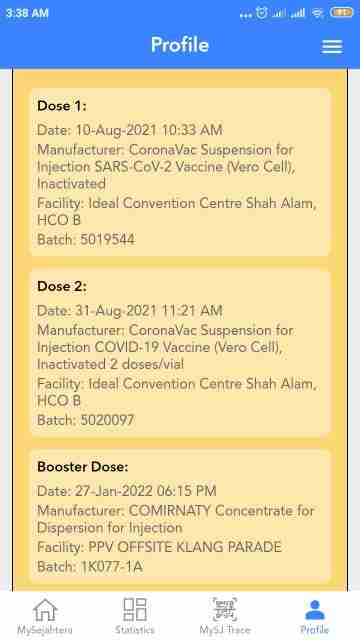 3:38 AM
91
Profile
Dose 1:
Date: 10-Aug-2021 10:33 AM
Manufacturer: CoronaVac Suspension for
Injection SARS-CoV-2 Vaccine (Vero Cell),
Inactivated
Facility: Ideal Convention Centre Shah Alam,
HCO B
Batch: 5019544
Dose 2:
Date: 31-Aug-2021 11:21 AM
Manufacturer: CoronaVac Suspension for
Injection COVID-19 Vaccine (Vero Cell),
Inactivated 2 doses/vial
Facility: Ideal Convention Centre Shah Alam,
HCO B
Batch: 5020097
Booster Dose:
Date: 27-Jan-2022 06:15 PM
Manufacturer: COMIRNATY Concentrate for
Dispersion for Injection
Facility: PPV OFFSITE KLANG PARADE
Batch: 1K077-1A
MySejahtera Statistics MySJ Trace Profile